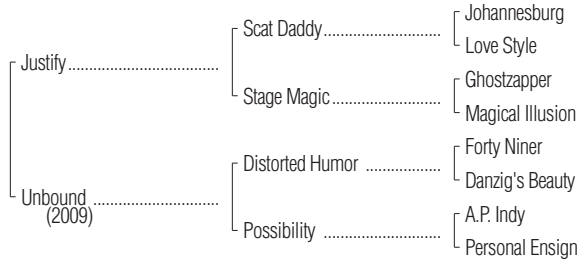 Johannesburg
Scat Daddy
Love Style
Justify
Ghostzapper
Stage Magic
Magical Illusion
Forty Niner
Distorted Humor
Danzig's Beauty
Unbound
(2009)
A.P. Indy
Possibility
Personal Ensign